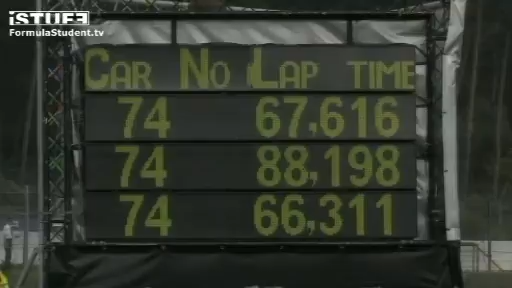 iSTUFF
FormulaStudent.tv
CAR NO LAP TIME
74 67,616
74 88,198
74 66,311